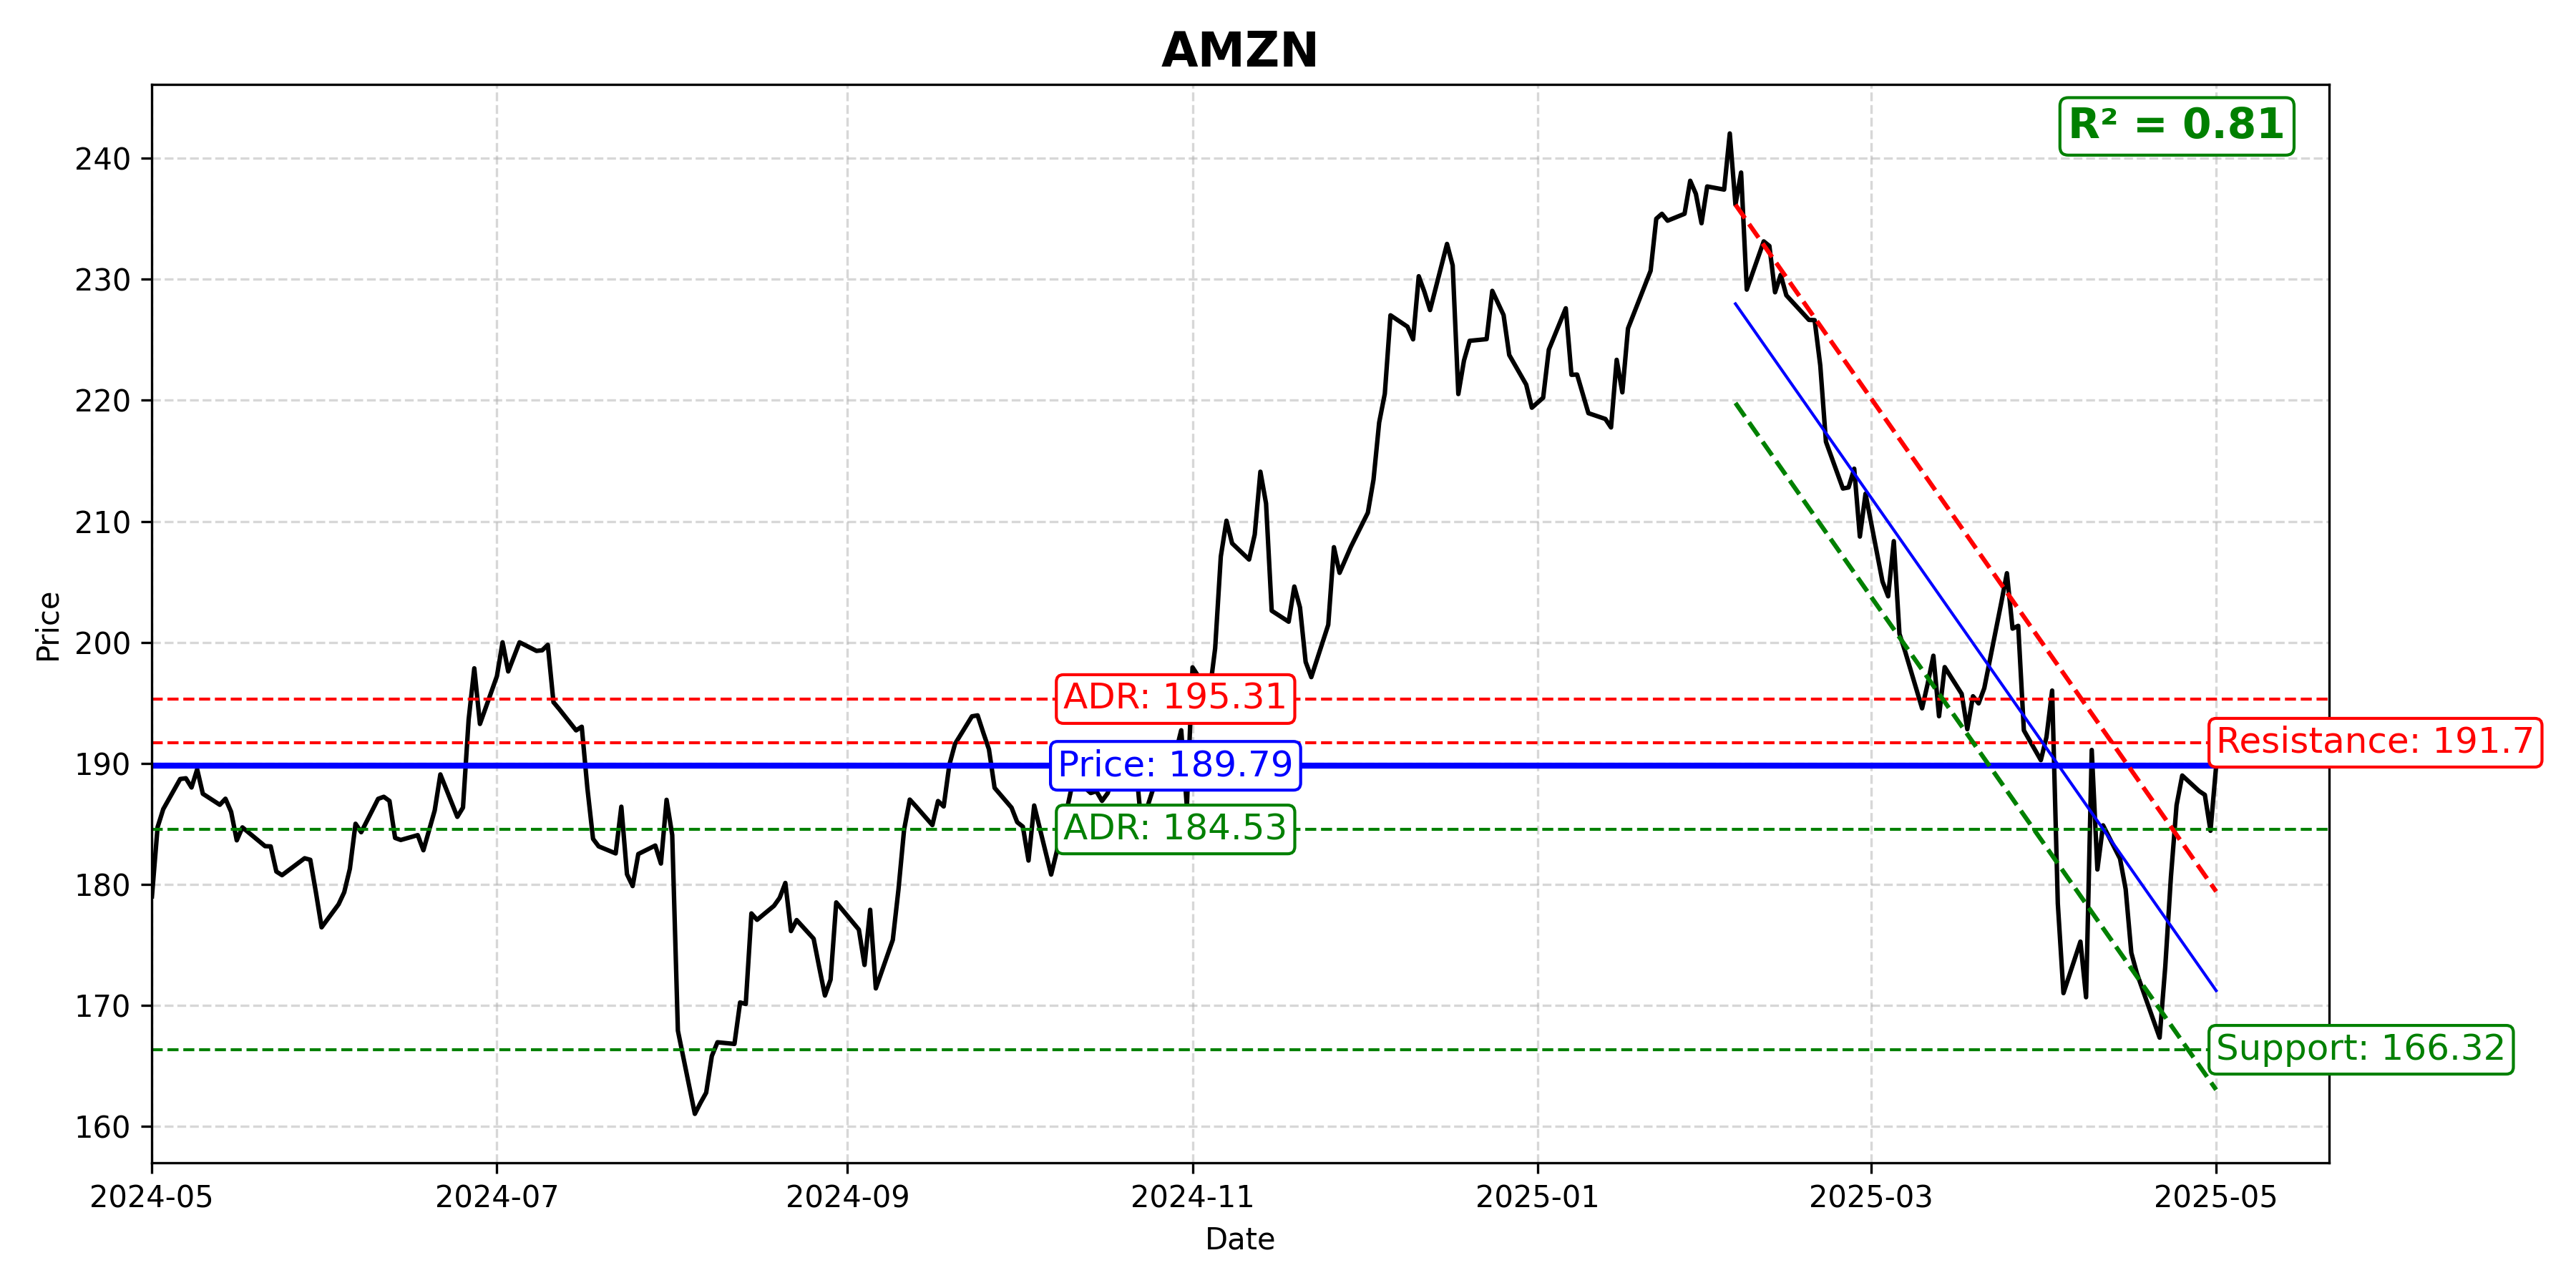 AMZN
R² = 0.81
240
230
220
210
200
190
180
170
160
Price
ADR: 195.31
Resistance: 191.7
Price: 189.79
ADR: 184.53
Support: 166.32
2024-05
2024-07
2024-09
2024-11
2025-01
2025-03
2025-05
Date